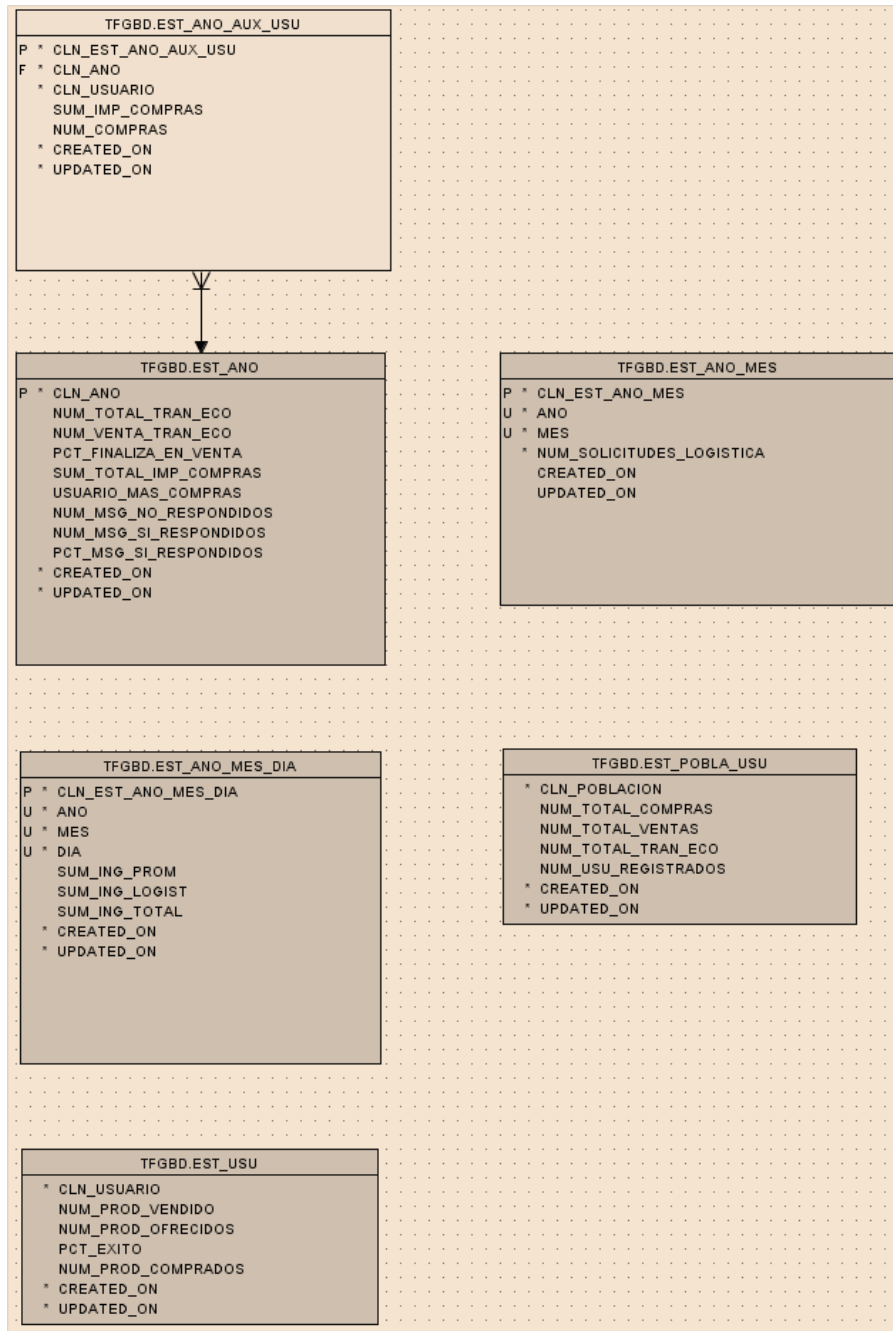 TFGBD.EST_ANO_AUX_USU
P * CLN_EST_ANO_AUX_USU
F * CLN_ANO
* CLN_USUARIO
SUM_IMP_COMPRAS
NUM_COMPRAS
* CREATED_ON
* UPDATED_ON
TFGBD.EST_ANO
P * CLN_ANO
NUM_TOTAL_TRAN_ECO
NUM_VENTA_TRAN_ECO
PCT_FINALIZA_EN_VENTA
SUM_TOTAL_IMP_COMPRAS
USUARIO_MAS_COMPRAS
NUM_MSG_NO_RESPONDIDOS
NUM_MSG_SI_RESPONDIDOS
PCT_MSG_SI_RESPONDIDOS
* CREATED_ON
* UPDATED_ON
TFGBD.EST_ANO_MES
P * CLN_EST_ANO_MES
U * ANO
U * MES
* NUM_SOLICITUDES_LOGISTICA
CREATED_ON
UPDATED_ON
TFGBD.EST_ANO_MES_DIA
P * CLN_EST_ANO_MES_DIA
U * ANO
U * MES
U * DIA
SUM_ING_PROM
SUM_ING_LOGIST
SUM_ING_TOTAL
* CREATED_ON
* UPDATED_ON
TFGBD.EST_POBLA_USU
* CLN_POBLACION
NUM_TOTAL_COMPRAS
NUM_TOTAL_VENTAS
NUM_TOTAL_TRAN_ECO
NUM_USU_REGISTRADOS
* CREATED_ON
* UPDATED_ON
TFGBD.EST_USU
* CLN_USUARIO
NUM_PROD_VENDIDO
NUM_PROD_OFRECIDOS
PCT_EXITO
NUM_PROD_COMPRADOS
* CREATED_ON
* UPDATED_ON